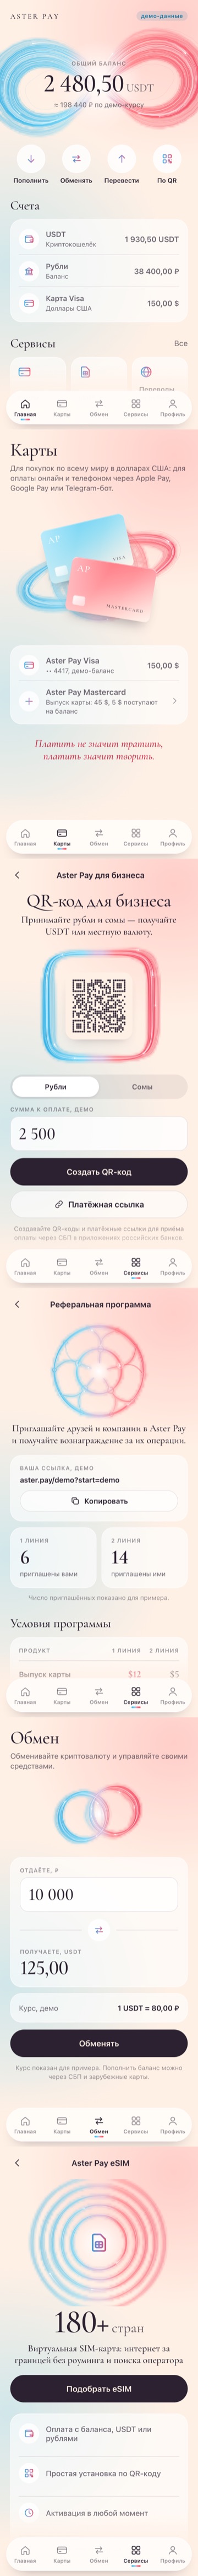 ASTER PAY
демо-данные
ОБЩИЙ БАЛАНС
2 480,50 USDT
≈ 198 440 ₽ по демо-курсу
Пополнить
Обменять
Перевести
По QR
Счета
USDT
Криптокошелёк
1 930,50 USDT
Рубли
Баланс
38 400,00 ₽
Карта Visa
Доллары США
150,00 $
Сервисы
Все
Переводы
Главная
Карты
Обмен
Сервисы
Профиль
Карты
Для покупок по всему миру в долларах США: для
оплаты онлайн и телефоном через Apple Pay,
Google Pay или Telegram-бот.
AP
VISA
AP
MASTERCARD
Aster Pay Visa
•• 4417, демо-баланс
150,00 $
Aster Pay Mastercard
Выпуск карты: 45 $, 5 $ поступают
на баланс
Платить не значит тратить,
платить значит творить.
Главная
Карты
Обмен
Сервисы
Профиль
Aster Pay для бизнеса
QR-код для бизнеса
Принимайте рубли и сомы — получайте
USDT или местную валюту.
Рубли
Сомы
СУММА К ОПЛАТЕ, ДЕМО
2 500
Создать QR-код
Платёжная ссылка
Создавайте QR-коды и платёжные ссылки для приёма
оплаты через СБП в приложениях российских банков.
Главная
Карты
Обмен
Сервисы
Профиль
Реферальная программа
Приглашайте друзей и компании в Aster Pay
и получайте вознаграждение за их операции.
ВАША ССЫЛКА, ДЕМО
aster.pay/demo?start=demo
Копировать
1 ЛИНИЯ
6
приглашены вами
2 ЛИНИЯ
14
приглашены ими
Число приглашённых показано для примера.
Условия программы
ПРОДУКТ
1 ЛИНИЯ
2 ЛИНИЯ
Выпуск карты
$12
$5
Главная
Карты
Обмен
Сервисы
Профиль
Обмен
Обменивайте криптовалюту и управляйте своими
средствами.
ОТДАЁТЕ, ₽
10 000
ПОЛУЧАЕТЕ, USDT
125,00
Курс, демо
1 USDT = 80,00 ₽
Обменять
Курс показан для примера. Пополнить баланс можно
через СБП и зарубежные карты.
Главная
Карты
Обмен
Сервисы
Профиль
Aster Pay eSIM
180+ стран
Виртуальная SIM-карта: интернет за
границей без роуминга и поиска оператора
Подобрать eSIM
Оплата с баланса, USDT или
рублями
Простая установка по QR-коду
Активация в любой момент
Главная
Карты
Обмен
Сервисы
Профиль